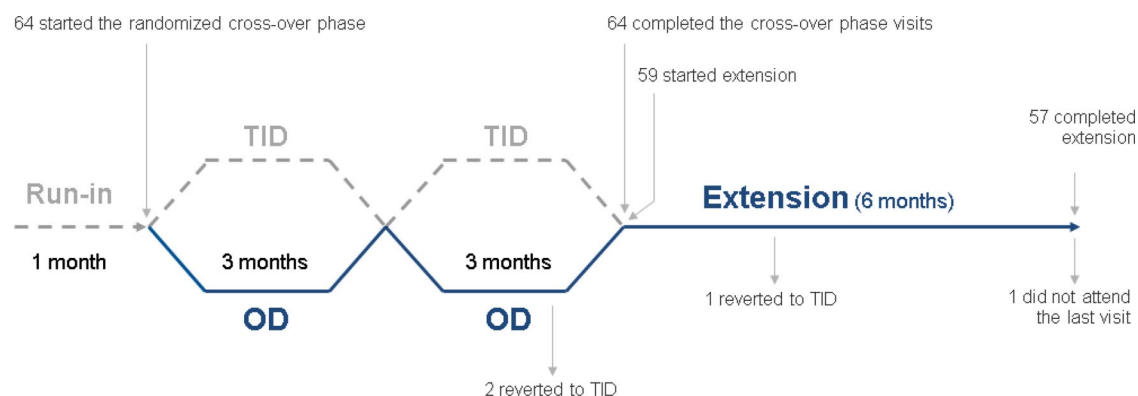 64 started the randomized cross-over phase
64 completed the cross-over phase visits
59 started extension
57 completed
extension
TID
TID
Run-in
Extension (6 months)
1 month
3 months
3 months
OD
OD
1 reverted to TID
1 did not attend
the last visit
2 reverted to TID